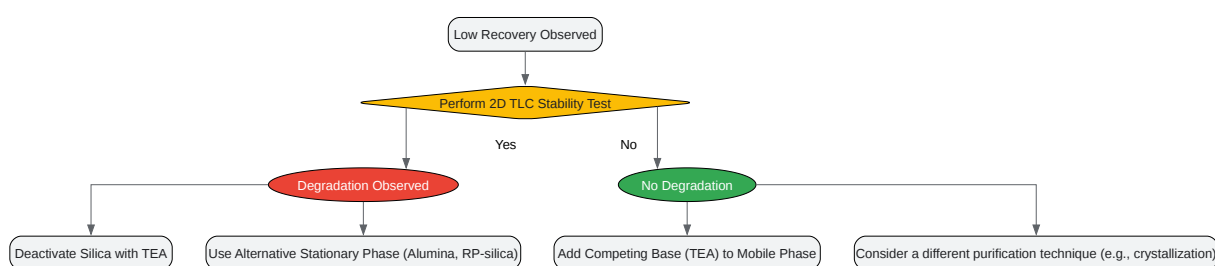 Low Recovery Observed
Perform 2D TLC Stability Test
Yes
No
Degradation Observed
No Degradation
Deactivate Silica with TEA
Use Alternative Stationary Phase (Alumina, RP-silica)
Add Competing Base (TEA) to Mobile Phase
Consider a different purification technique (e.g., crystallization)